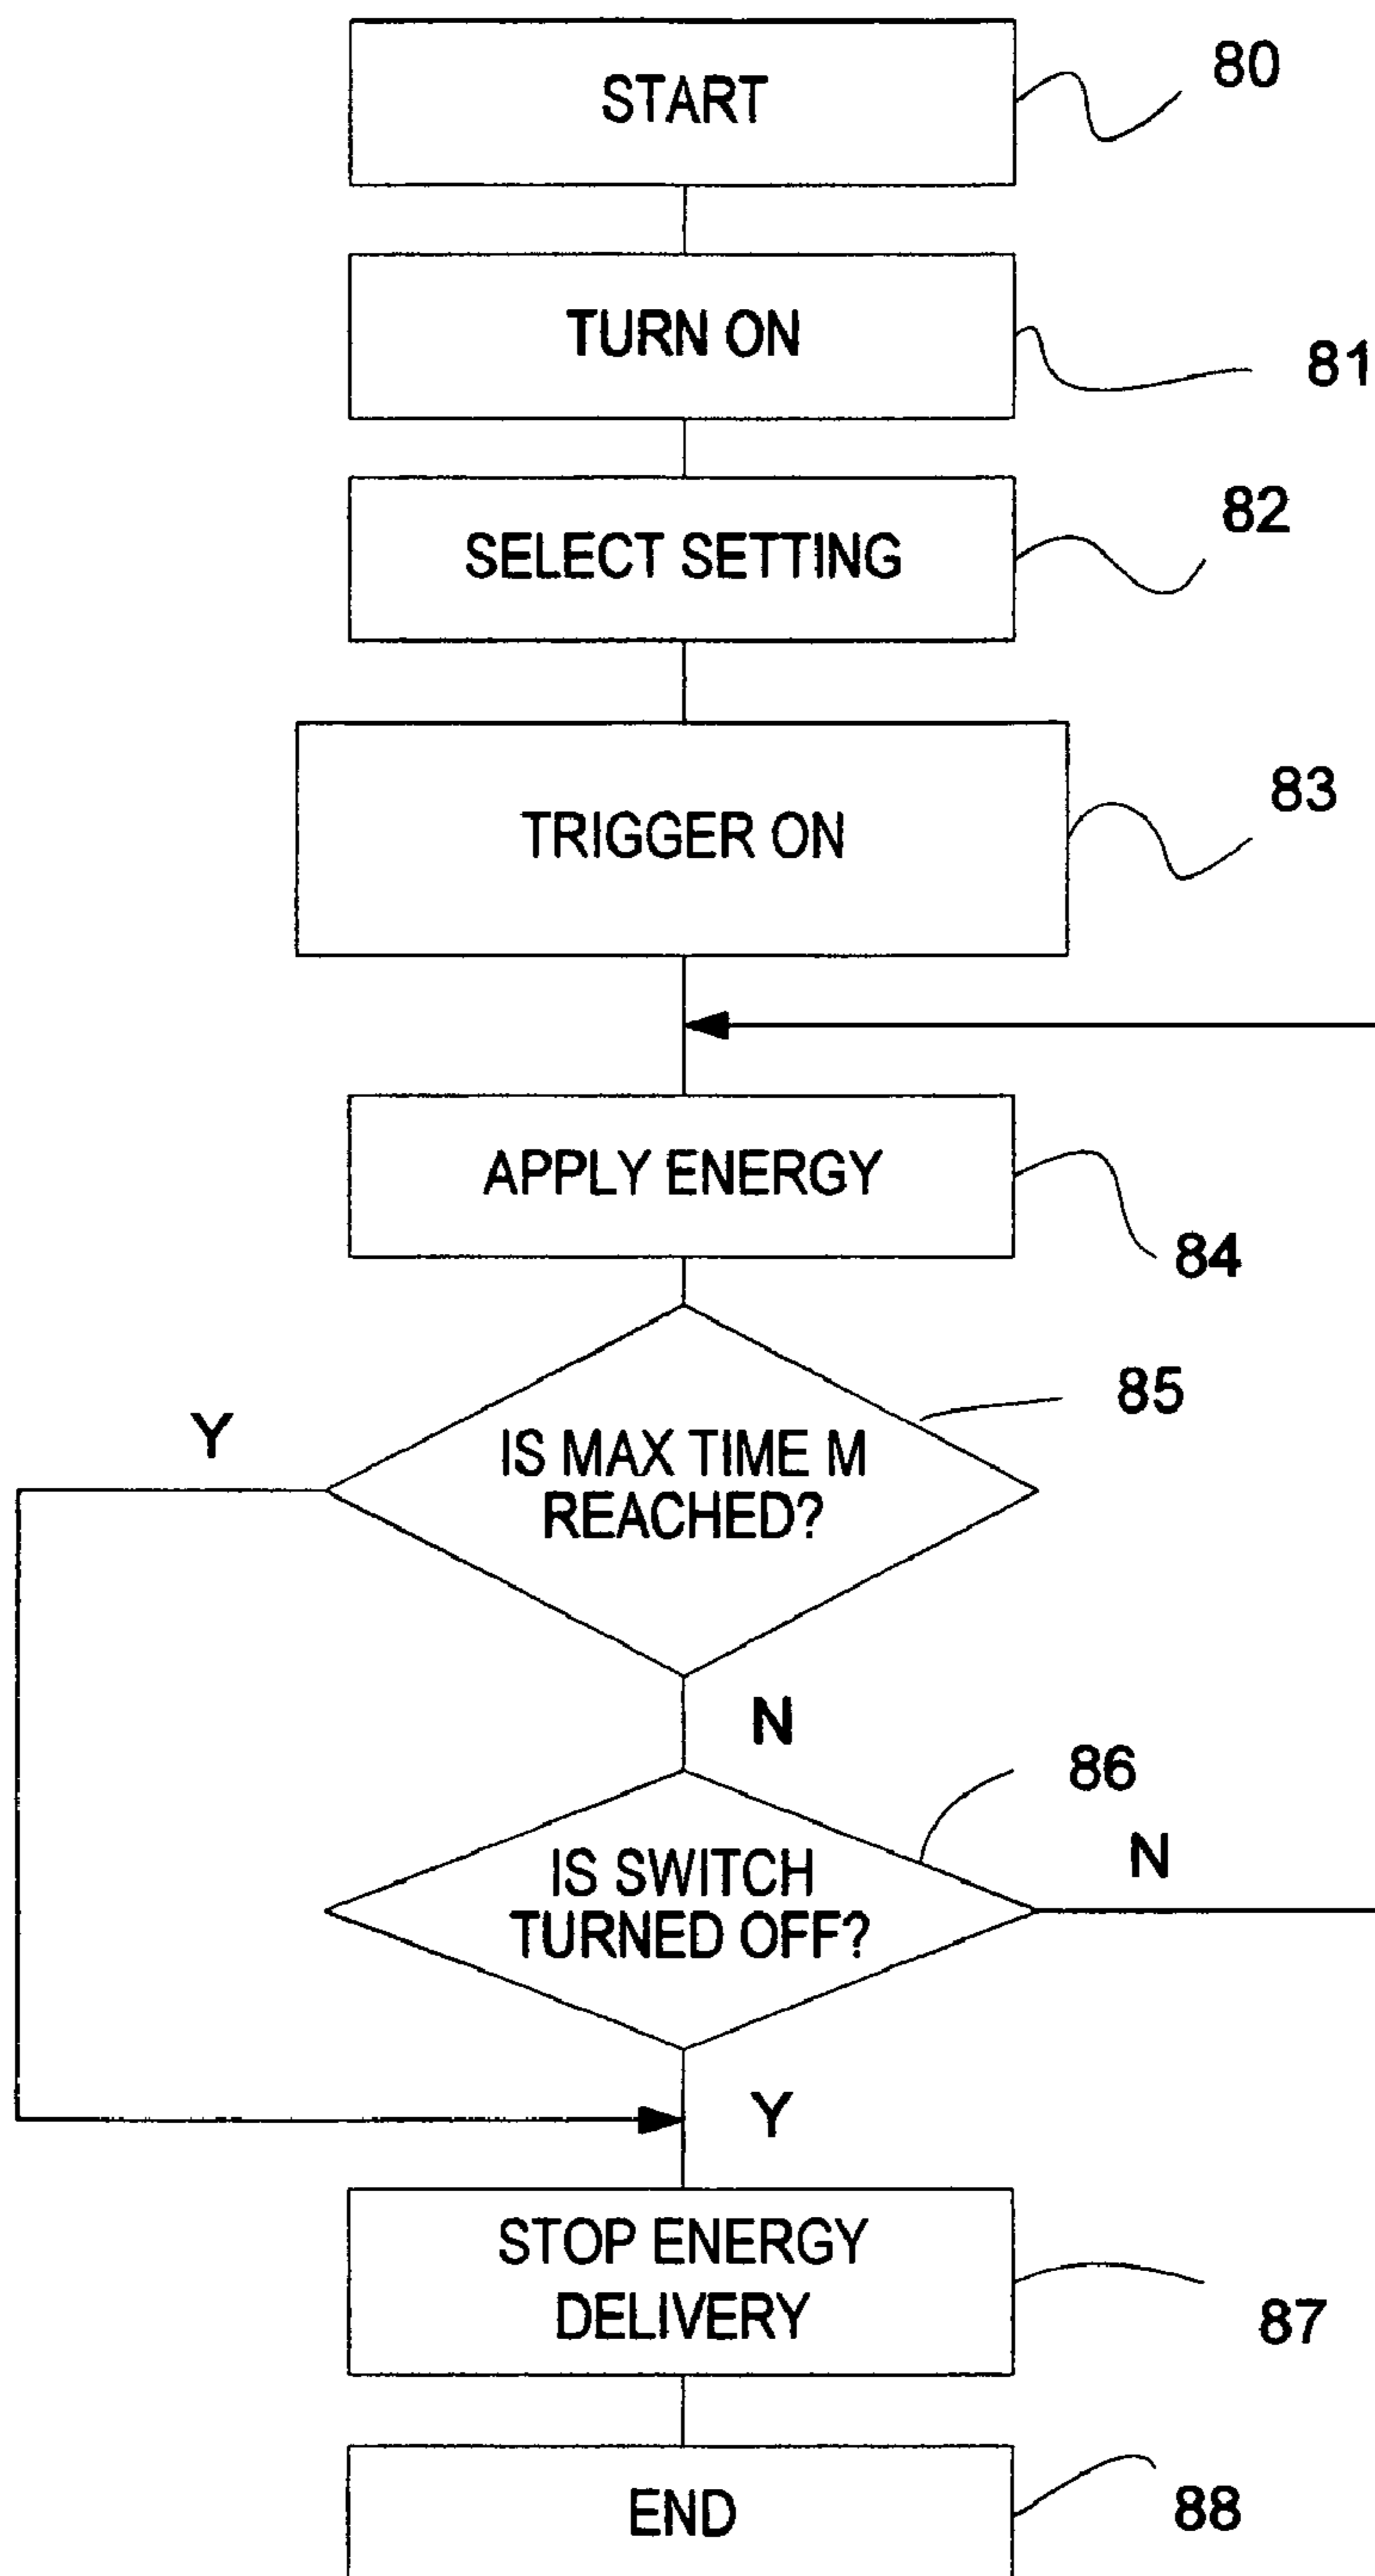 START
80
TURN ON
81
SELECT SETTING
82
TRIGGER ON
83
APPLY ENERGY
84
IS MAX TIME M
REACHED?
85
Y
N
IS SWITCH
TURNED OFF?
86
N
Y
STOP ENERGY
DELIVERY
87
END
88